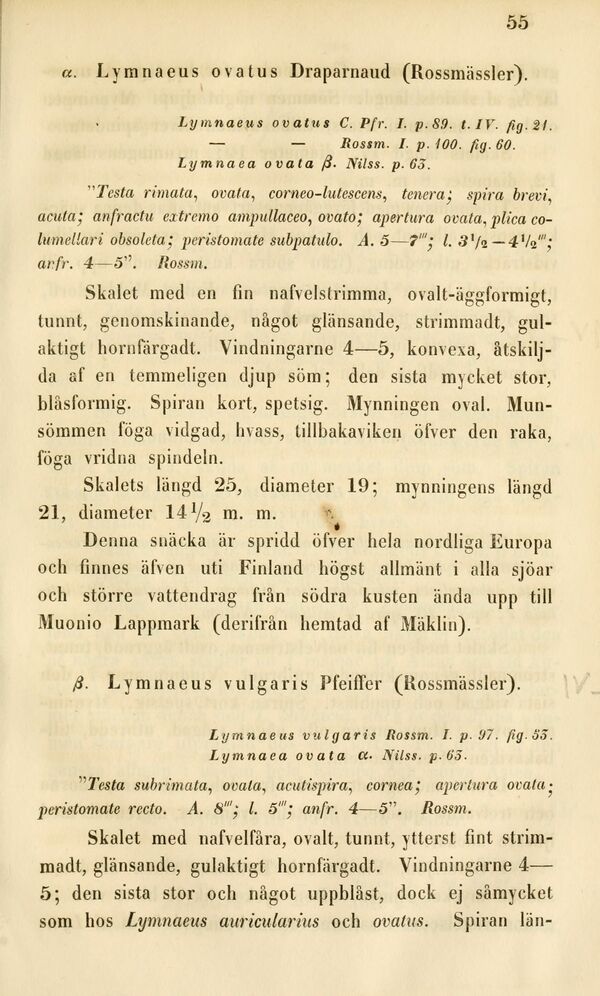 55
α. Lymnaeus ovatus Draparnaud (Rossmässler).
Lymnaeus ovatus C. Pfr. I. p. 89. t. IV. fig. 21.
— — Rossm. I. p. 100. fig. 60.
Lymnaea ovata β. Nilss. p. 63.
"Testa rimata, ovata, corneo-lutescens, tenera; spira brevi,
acuta; anfractu extremo ampullaceo, ovato; apertura ovata, plica co-
lumellari obsoleta; peristomate subpatulo. A. 5—7'''; l. 3½—4½''';
anfr. 4—5". Rossm.
Skalet med en fin nafvelstrimma, ovalt-äggformigt,
tunnt, genomskinande, något glänsande, strimmadt, gul-
aktigt hornfärgadt. Vindningarne 4—5, konvexa, åtskilj-
da af en temmeligen djup söm; den sista mycket stor,
blåsformig. Spiran kort, spetsig. Mynningen oval. Mun-
sömmen föga vidgad, hvass, tillbakaviken öfver den raka,
föga vridna spindeln.
Skalets längd 25, diameter 19; mynningens längd
21, diameter 14½ m. m.
Denna snäcka är spridd öfver hela nordliga Europa
och finnes äfven uti Finland högst allmänt i alla sjöar
och större vattendrag från södra kusten ända upp till
Muonio Lappmark (derifrån hemtad af Mäklin).
β. Lymnaeus vulgaris Pfeiffer (Rossmässler).
Lymnaeus vulgaris Rossm. I. p. 97. fig. 53.
Lymnaea ovata α. Nilss. p. 63.
"Testa subrimata, ovata, acutispira, cornea; apertura ovata;
peristomate recto. A. 8'''; l. 5'''; anfr. 4—5". Rossm.
Skalet med nafvelfåra, ovalt, tunnt, ytterst fint strim-
madt, glänsande, gulaktigt hornfärgadt. Vindningarne 4—
5; den sista stor och något uppblåst, dock ej såmycket
som hos Lymnaeus auricularius och ovatus. Spiran län-